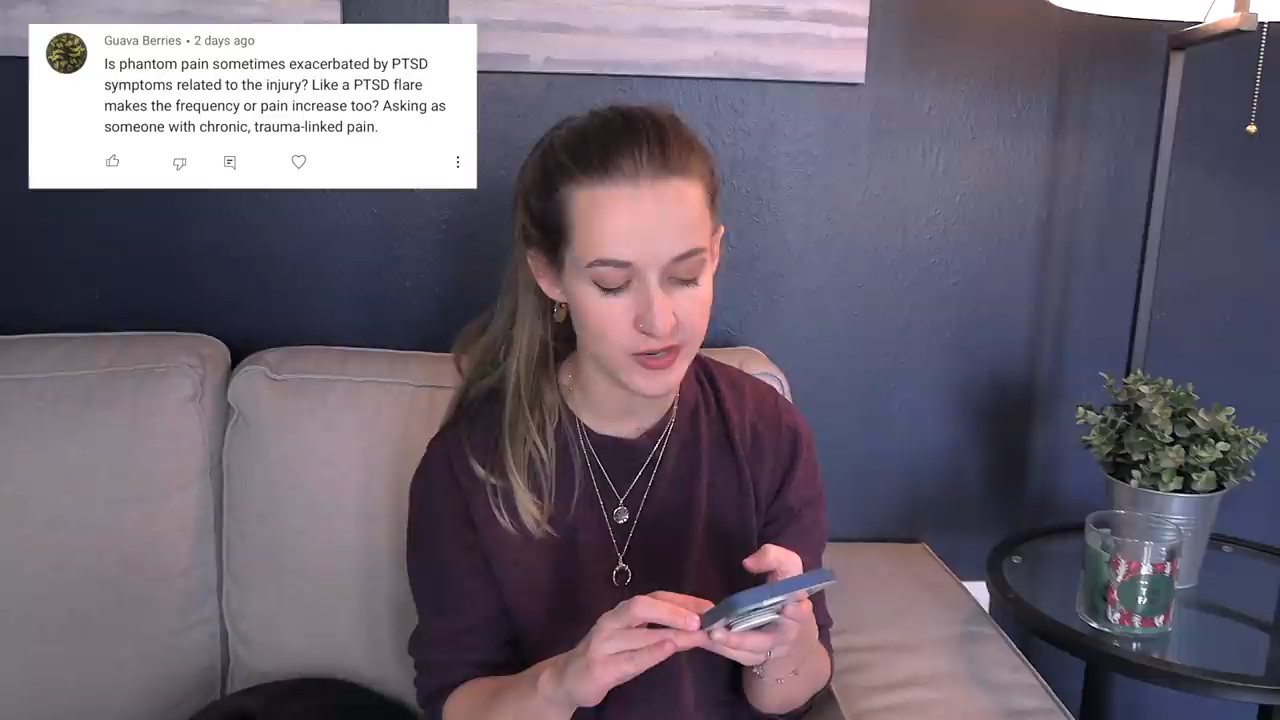 Guava Berries • 2 days ago
Is phantom pain sometimes exacerbated by PTSD
symptoms related to the injury? Like a PTSD flare
makes the frequency or pain increase too? Asking as
someone with chronic, trauma-linked pain.